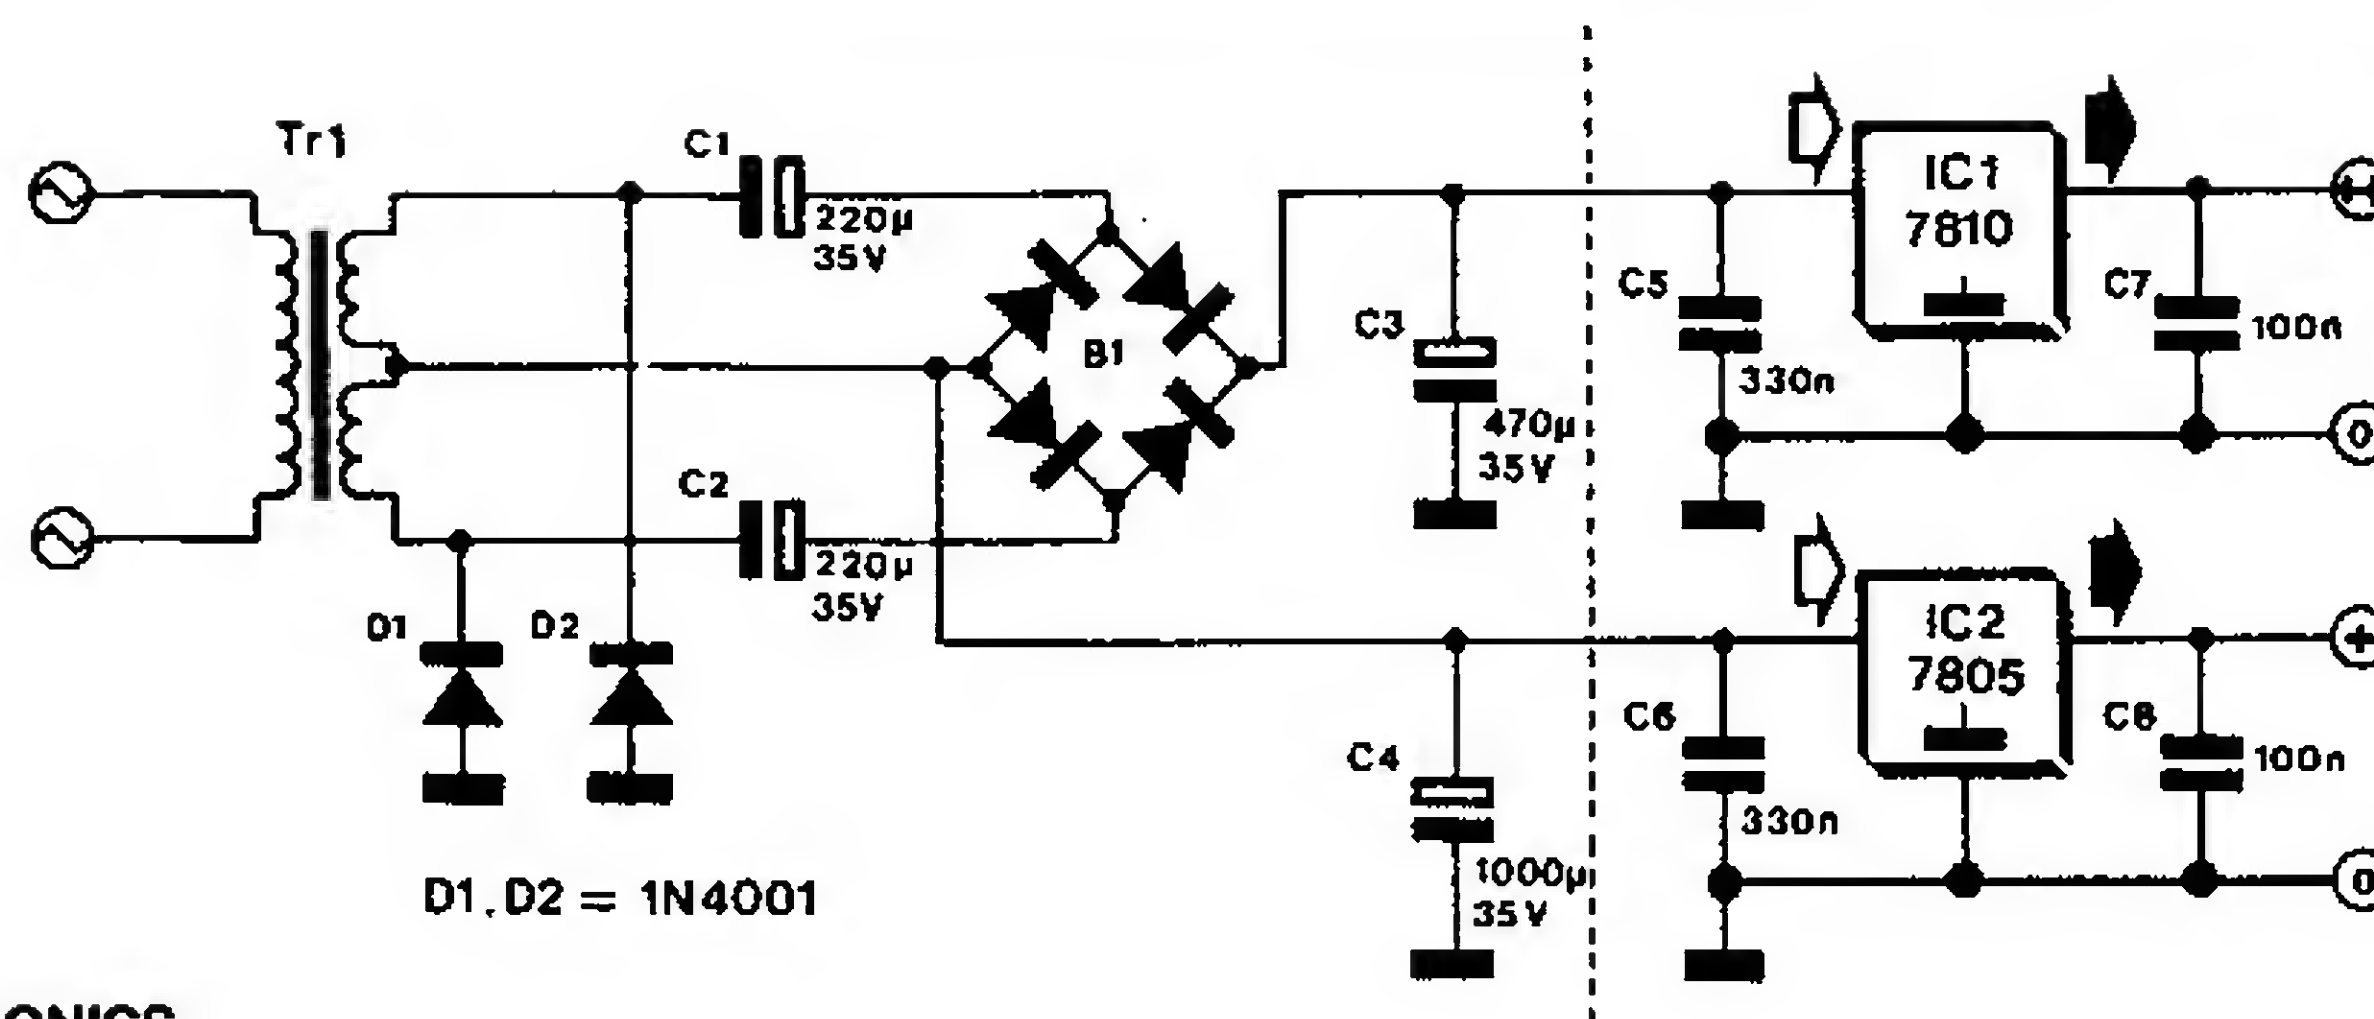 Tr1
C1
220µ
35V
C2
220µ
35V
B1
D1
D2
D1, D2 = 1N4001
C3
470µ
35V
C4
1000µ
35V
C5
330n
IC1
7810
C7
100n
+
0
C6
330n
IC2
7805
C8
100n
+
0